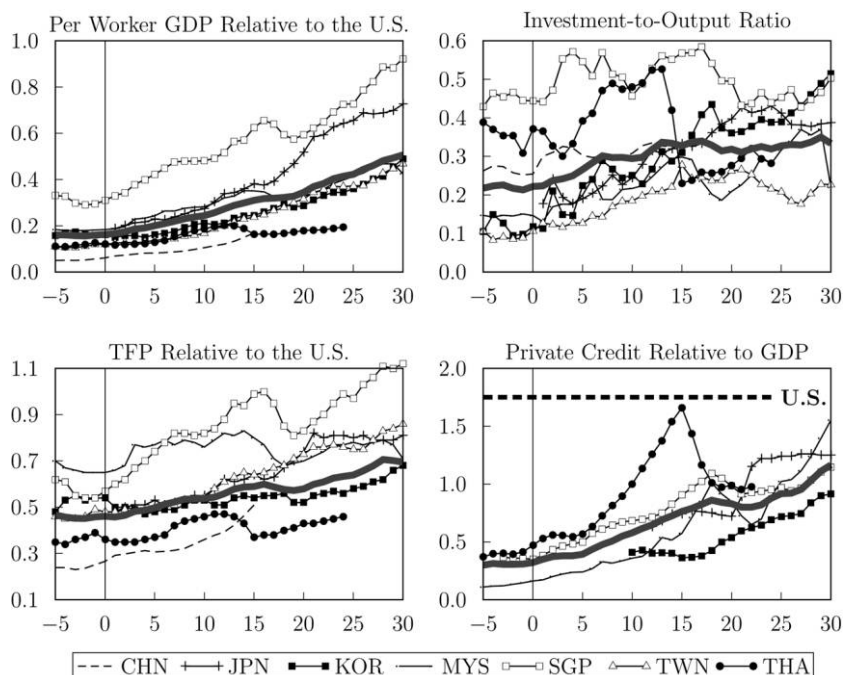 Per Worker GDP Relative to the U.S.
1.0
0.8
0.6
0.4
0.2
0.0
−5 0 5 10 15 20 25 30
Investment-to-Output Ratio
0.6
0.5
0.4
0.3
0.2
0.1
0.0
−5 0 5 10 15 20 25 30
TFP Relative to the U.S.
1.1
0.9
0.7
0.5
0.3
0.1
−5 0 5 10 15 20 25 30
Private Credit Relative to GDP
2.0
U.S.
1.5
1.0
0.5
0.0
−5 0 5 10 15 20 25 30
CHN JPN KOR MYS SGP TWN THA